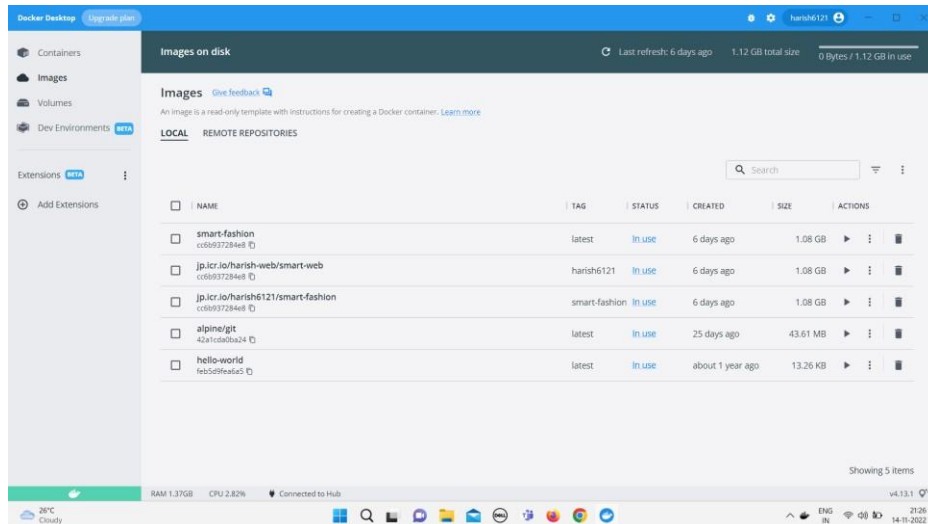 Docker Desktop Upgrade plan harish6121
Containers
Images
Volumes
Dev Environments BETA
Extensions BETA
Add Extensions
Images on disk Last refresh: 6 days ago 1.12 GB total size 0 Bytes / 1.12 GB in use
Images Give feedback
An image is a read-only template with instructions for creating a Docker container. Learn more
LOCAL REMOTE REPOSITORIES
Search
NAME TAG STATUS CREATED SIZE ACTIONS
smart-fashion latest In use 6 days ago 1.08 GB
cc6b937284e8
jp.icr.io/harish-web/smart-web harish6121 In use 6 days ago 1.08 GB
cc6b937284e8
jp.icr.io/harish6121/smart-fashion smart-fashion In use 6 days ago 1.08 GB
cc6b937284e8
alpine/git latest In use 25 days ago 43.61 MB
42a1cda0ba24
hello-world latest In use about 1 year ago 13.26 KB
feb5d9fea6a5
Showing 5 items
RAM 1.37GB CPU 2.82% Connected to Hub v4.13.1
26°C
Cloudy
DELL
ENG
IN
21:26
14-11-2022